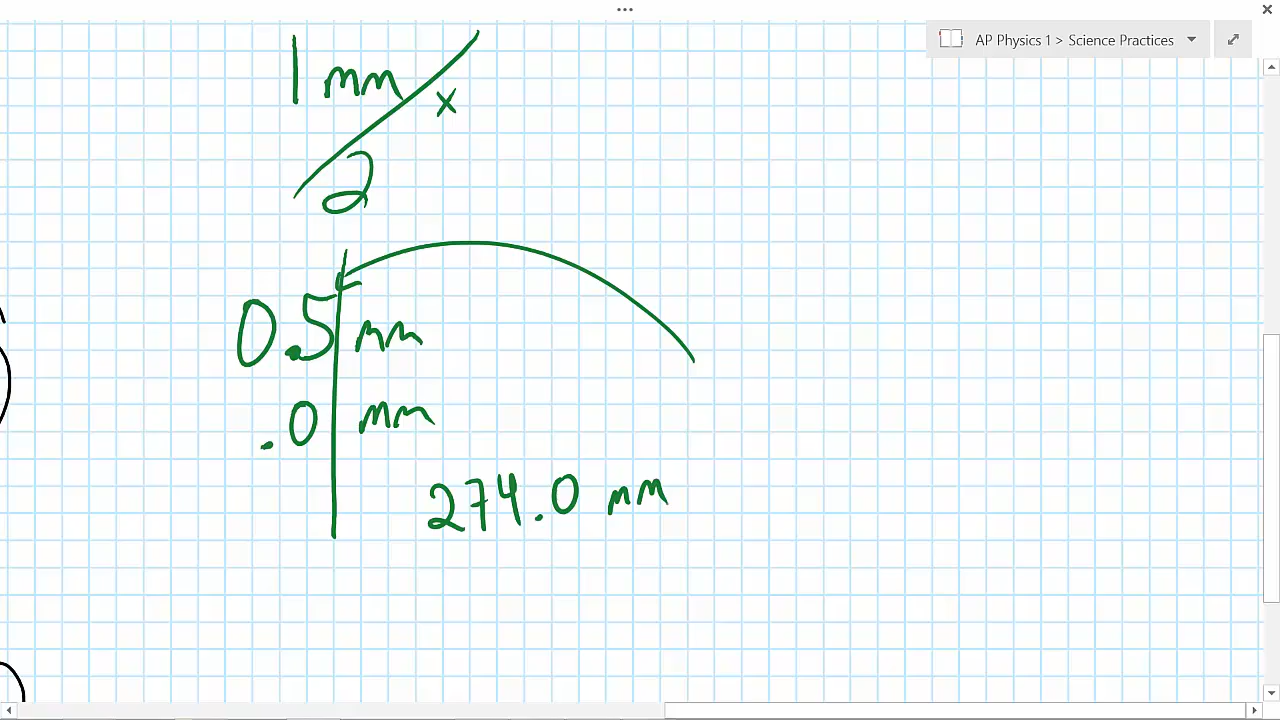 AP Physics 1 > Science Practices
1 mm
x
2
0.5 mm
.0 mm
274.0 mm